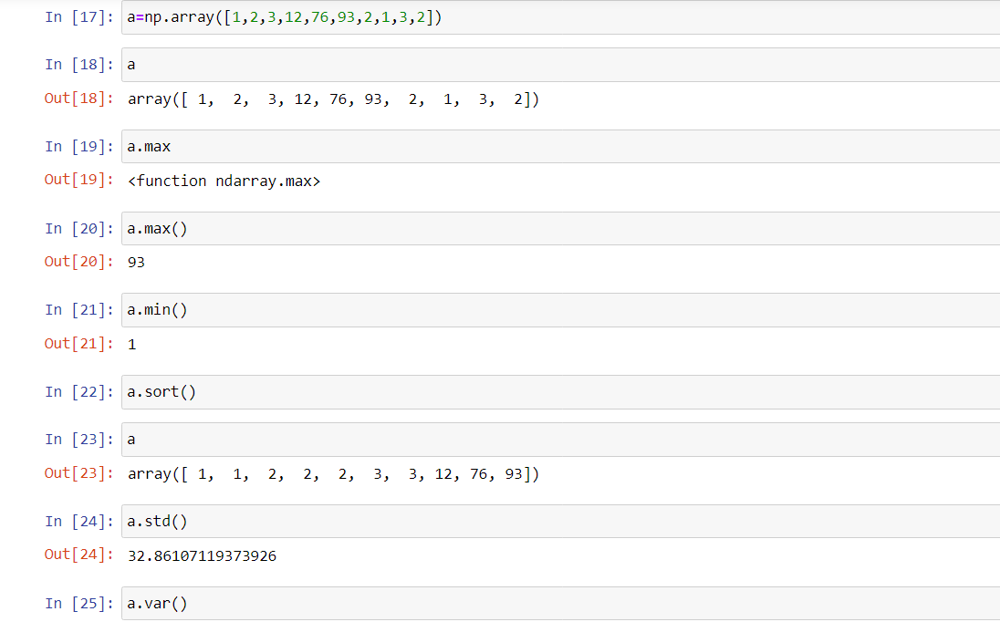 In [17]: a=np.array([1,2,3,12,76,93,2,1,3,2])
In [18]: a
Out[18]: array([ 1,  2,  3, 12, 76, 93,  2,  1,  3,  2])
In [19]: a.max
Out[19]: <function ndarray.max>
In [20]: a.max()
Out[20]: 93
In [21]: a.min()
Out[21]: 1
In [22]: a.sort()
In [23]: a
Out[23]: array([ 1,  1,  2,  2,  2,  3,  3, 12, 76, 93])
In [24]: a.std()
Out[24]: 32.86107119373926
In [25]: a.var()